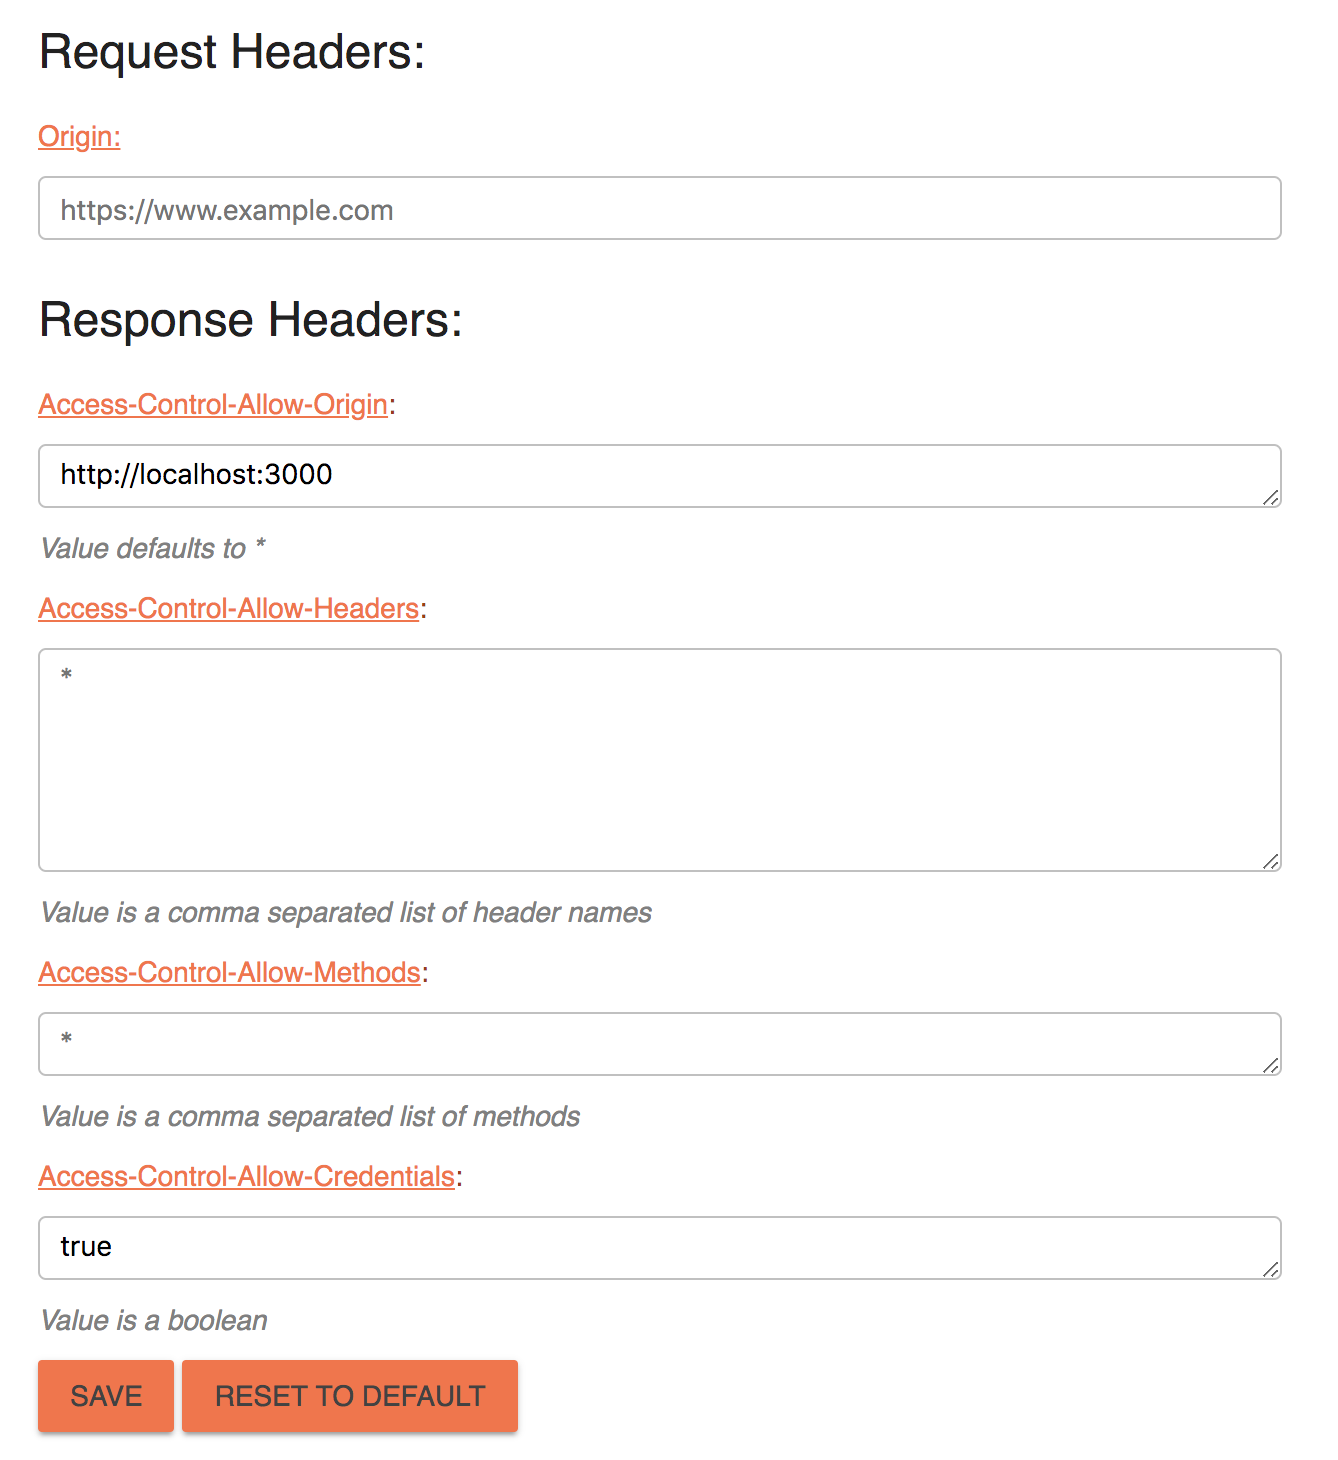 Request Headers:
Origin:
https://www.example.com
Response Headers:
Access-Control-Allow-Origin:
http://localhost:3000
Value defaults to *
Access-Control-Allow-Headers:
*
Value is a comma separated list of header names
Access-Control-Allow-Methods:
*
Value is a comma separated list of methods
Access-Control-Allow-Credentials:
true
Value is a boolean
SAVE RESET TO DEFAULT